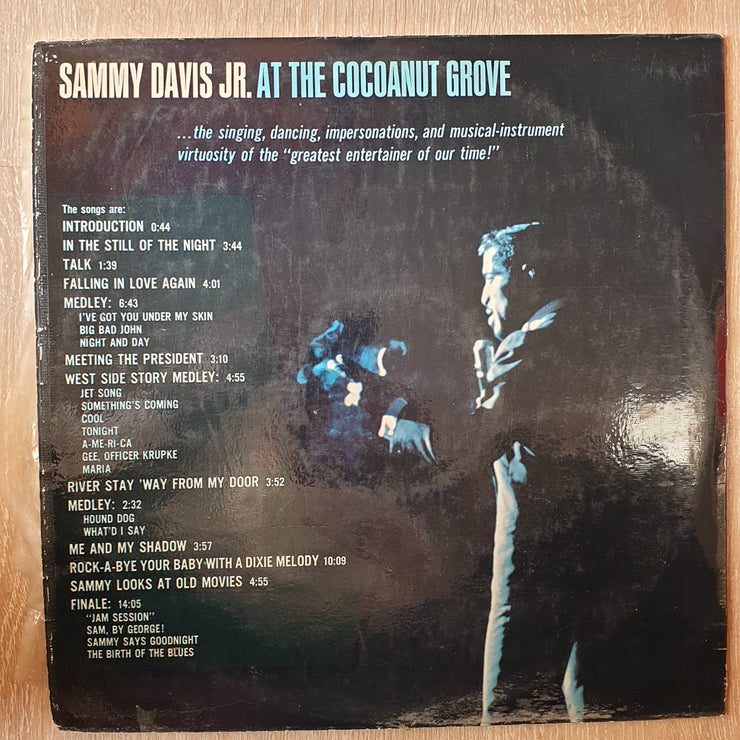 SAMMY DAVIS JR. AT THE COCOANUT GROVE
...the singing, dancing, impersonations, and musical-instrument
virtuosity of the "greatest entertainer of our time!"
The songs are:
INTRODUCTION 0:44
IN THE STILL OF THE NIGHT 3:44
TALK 1:39
FALLING IN LOVE AGAIN 4:01
MEDLEY: 6:43
I'VE GOT YOU UNDER MY SKIN
BIG BAD JOHN
NIGHT AND DAY
MEETING THE PRESIDENT 3:10
WEST SIDE STORY MEDLEY: 4:55
JET SONG
SOMETHING'S COMING
COOL
TONIGHT
A-ME-RI-CA
GEE, OFFICER KRUPKE
MARIA
RIVER STAY 'WAY FROM MY DOOR 3:52
MEDLEY: 2:32
HOUND DOG
WHAT'D I SAY
ME AND MY SHADOW 3:57
ROCK-A-BYE YOUR BABY WITH A DIXIE MELODY 10:09
SAMMY LOOKS AT OLD MOVIES 4:55
FINALE: 14:05
"JAM SESSION"
SAM, BY GEORGE!
SAMMY SAYS GOODNIGHT
THE BIRTH OF THE BLUES